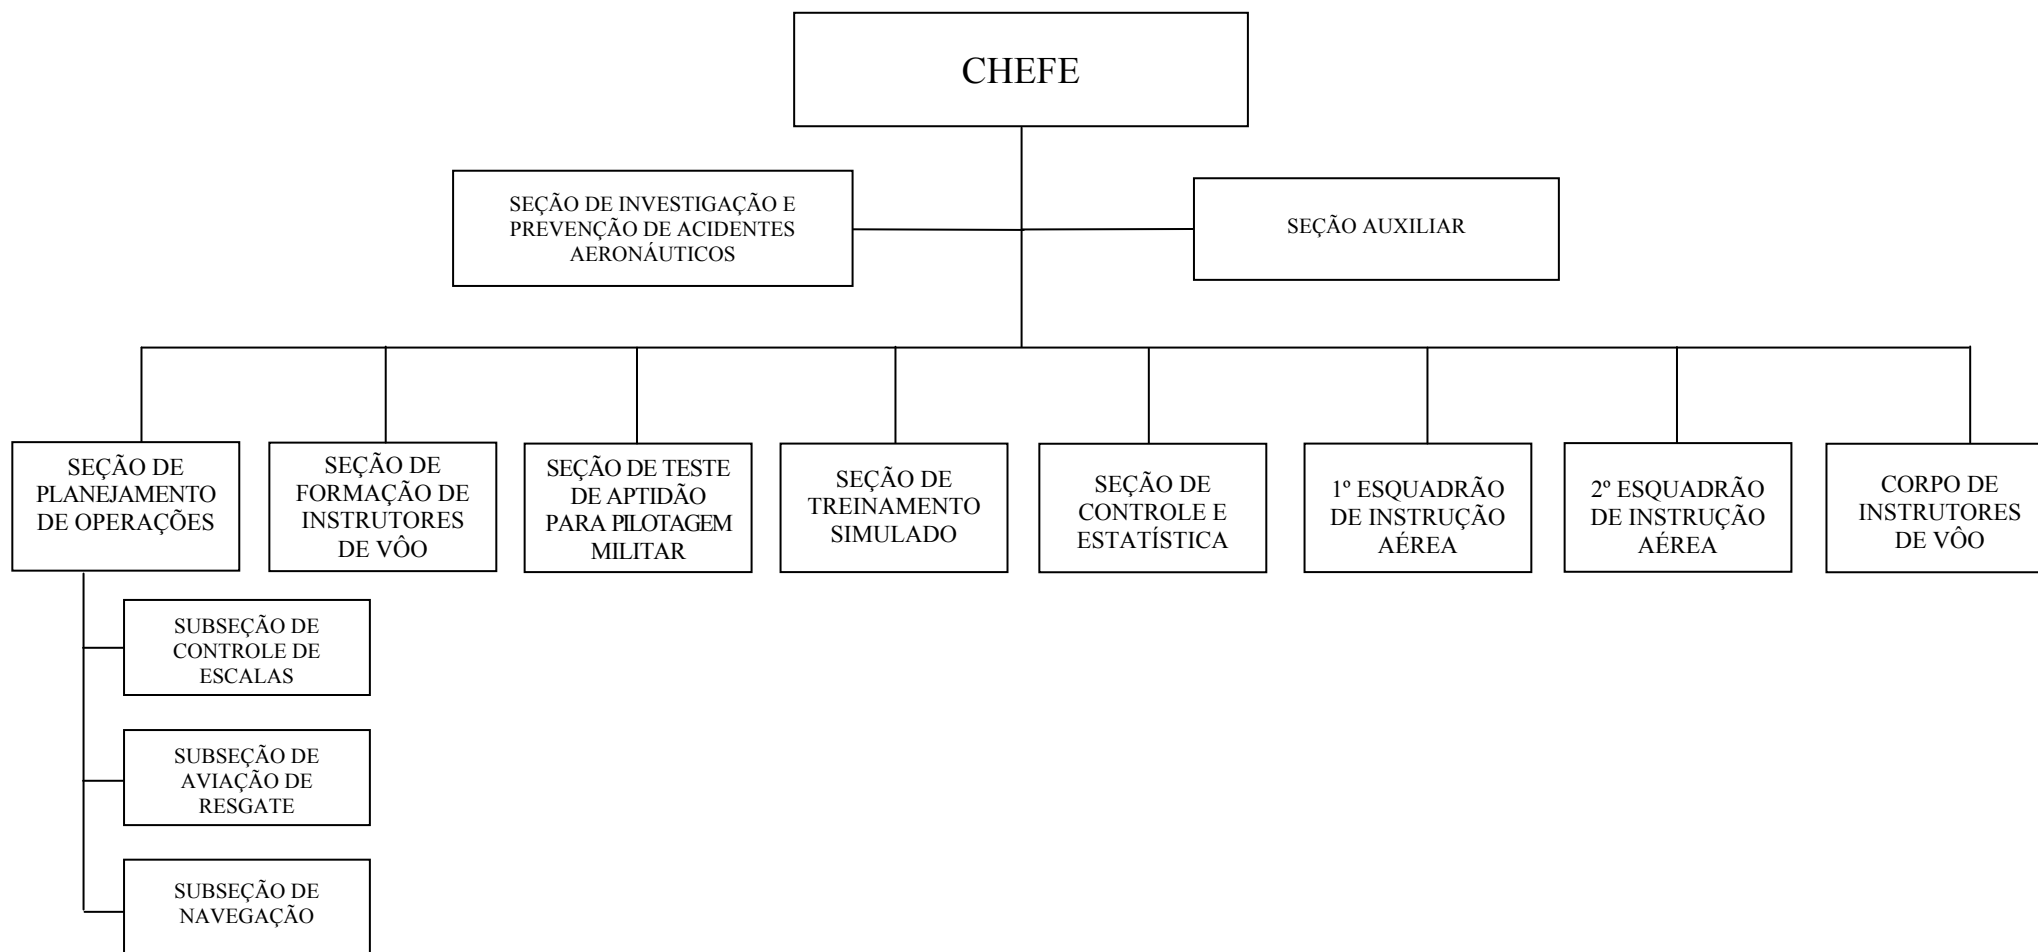 CHEFE
SEÇÃO DE INVESTIGAÇÃO E
PREVENÇÃO DE ACIDENTES
AERONÁUTICOS
SEÇÃO AUXILIAR
SEÇÃO DE
PLANEJAMENTO
DE OPERAÇÕES
SEÇÃO DE
FORMAÇÃO DE
INSTRUTORES
DE VÔO
SEÇÃO DE TESTE
DE APTIDÃO
PARA PILOTAGEM
MILITAR
SEÇÃO DE
TREINAMENTO
SIMULADO
SEÇÃO DE
CONTROLE E
ESTATÍSTICA
1º ESQUADRÃO
DE INSTRUÇÃO
AÉREA
2º ESQUADRÃO
DE INSTRUÇÃO
AÉREA
CORPO DE
INSTRUTORES
DE VÔO
SUBSEÇÃO DE
CONTROLE DE
ESCALAS
SUBSEÇÃO DE
AVIAÇÃO DE
RESGATE
SUBSEÇÃO DE
NAVEGAÇÃO